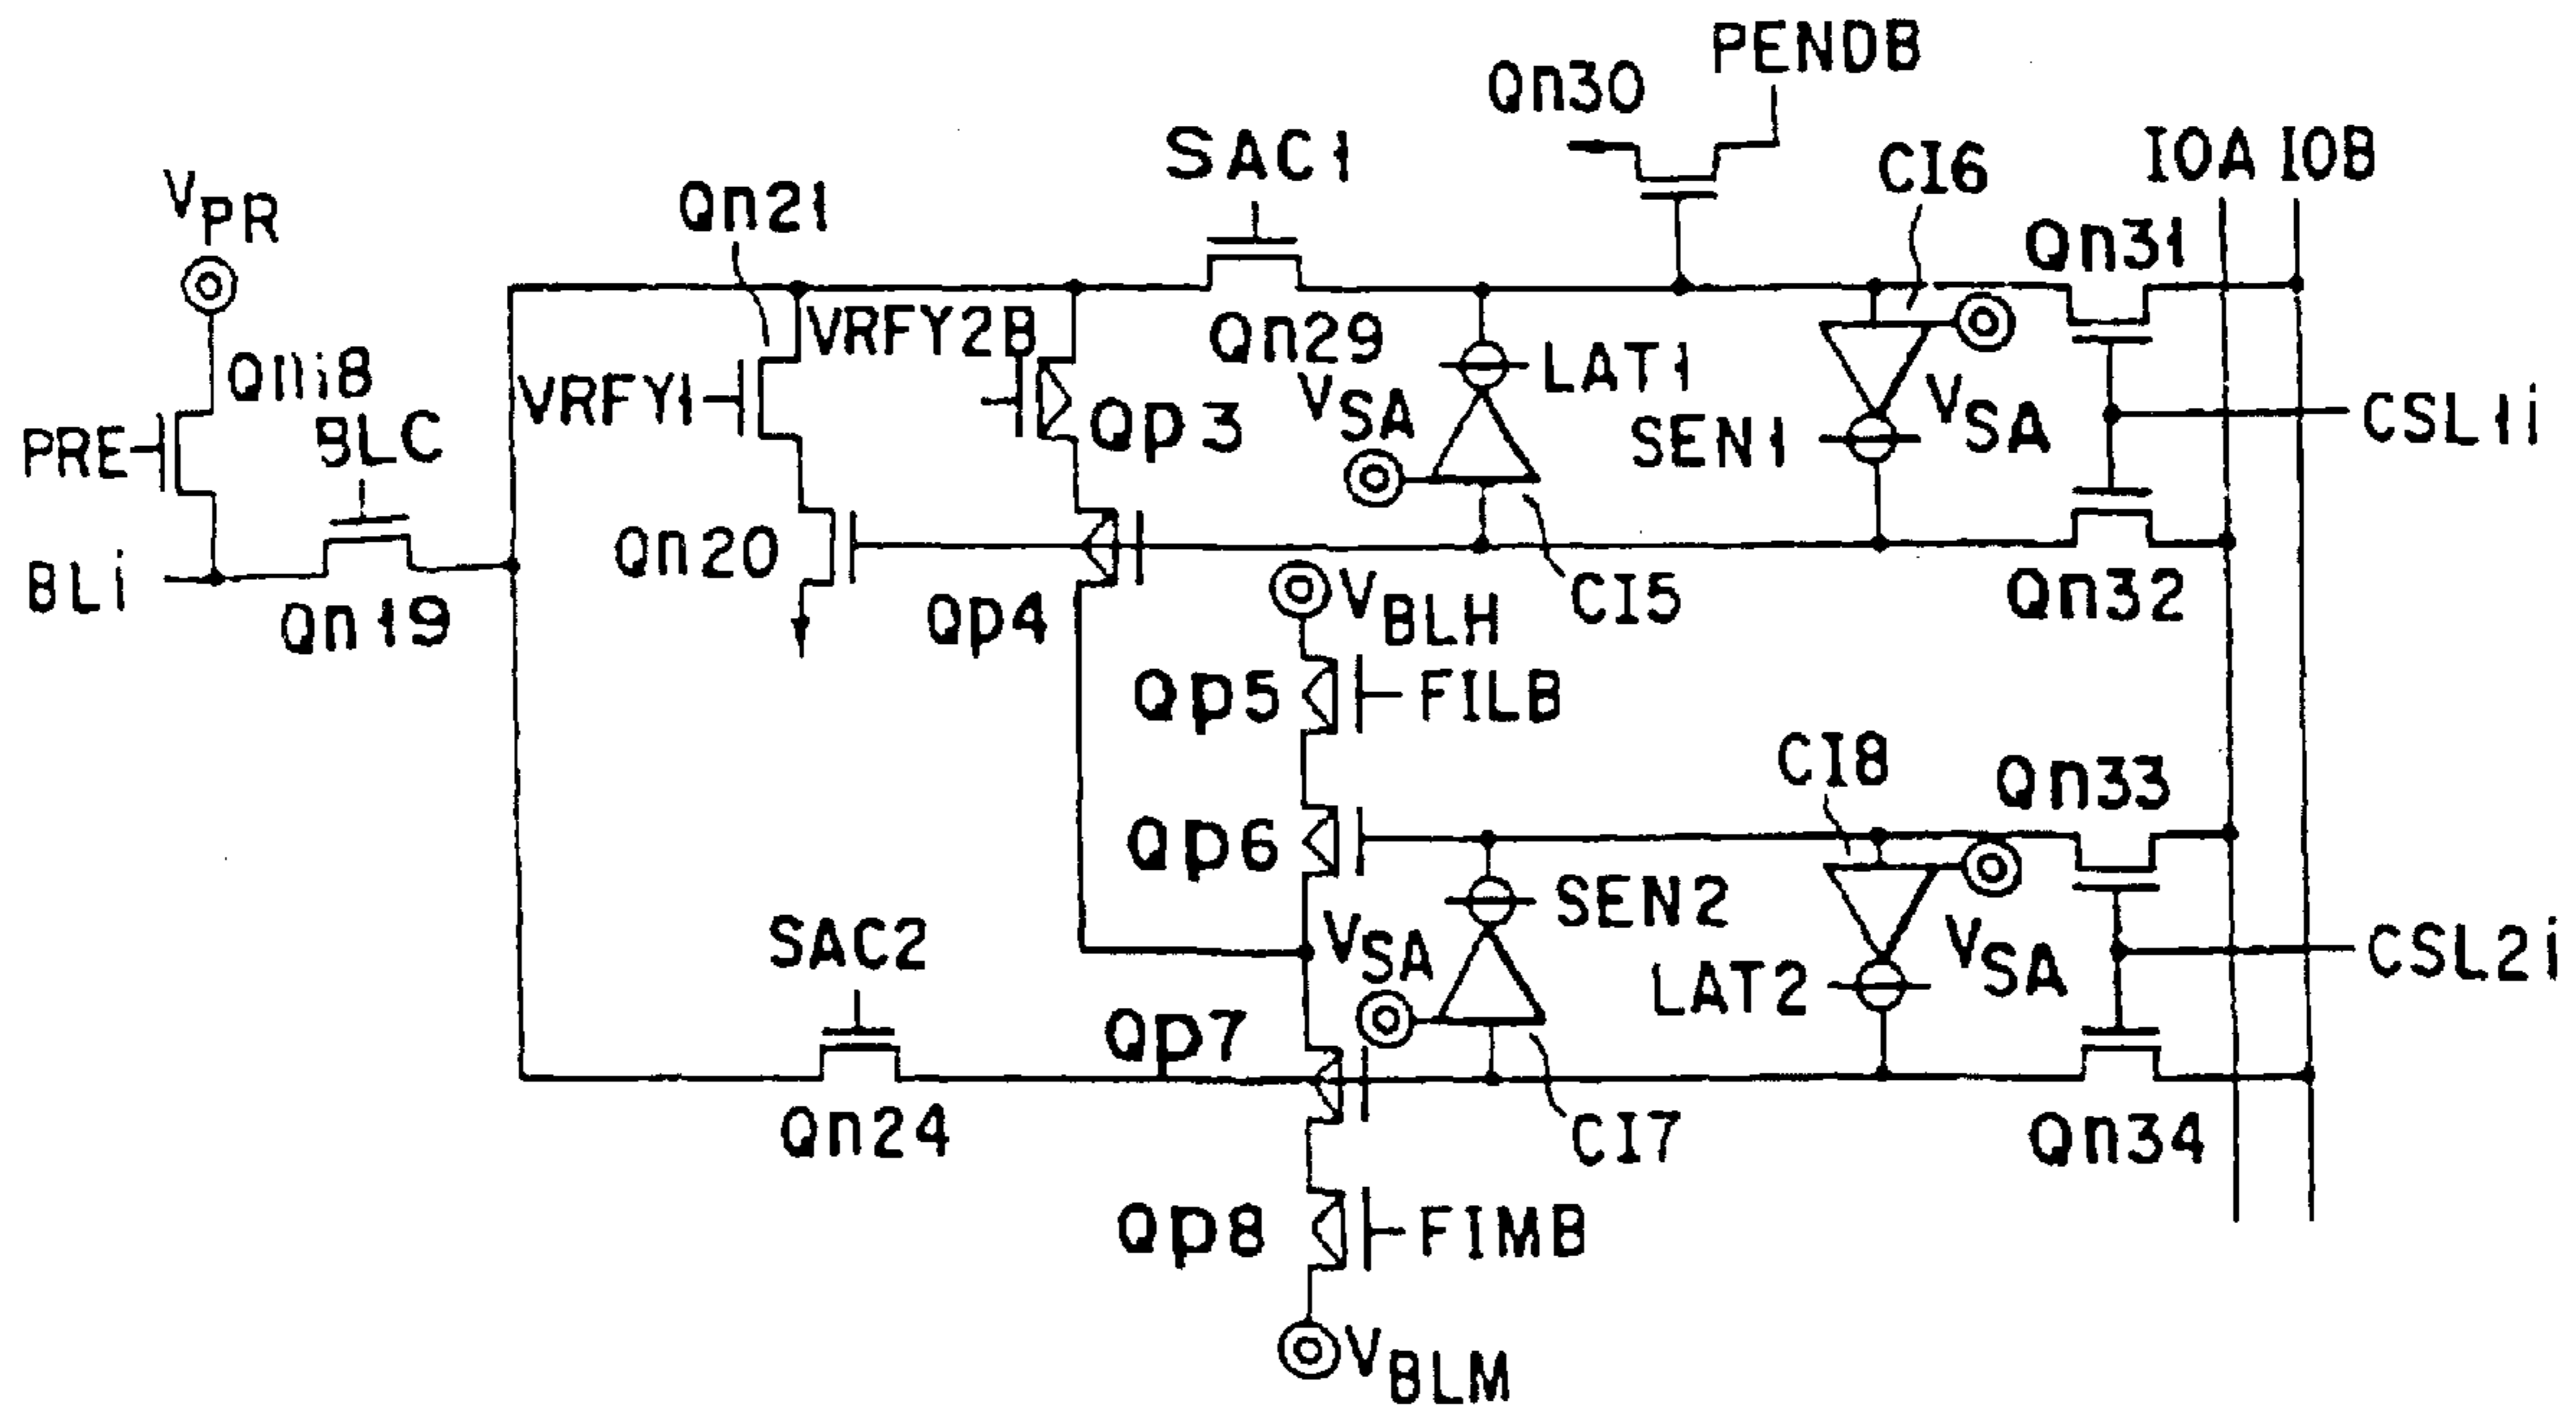 PENDB
Qn30
SAC1
IOA IOB
CI6
VPR
Qn21
Qn31
VRFY2B
Qn29
LAT1
Qni8
VRFY1
VSA
VSA
BLC
Qp3
SEN1
CSL1i
PRE
Qn20
BLi
Qn19
Qp4
VBLH
CI5
Qn32
Qp5
FILB
CI8
Qn33
Qp6
SEN2
SAC2
VSA
VSA
LAT2
CSL2i
Qp7
Qn24
CI7
Qn34
Qp8
FIMB
VBLM